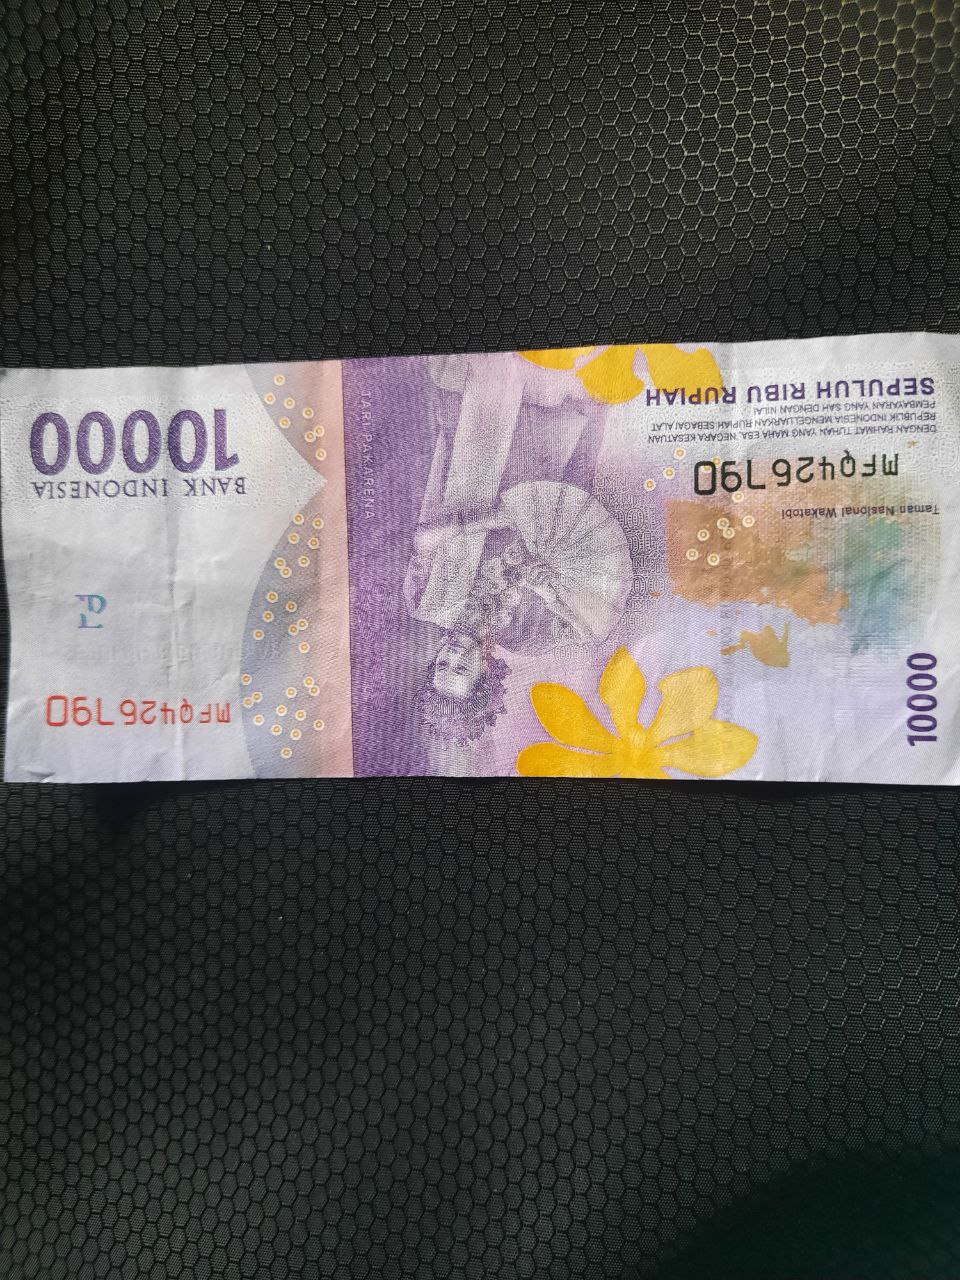 SEPULUH RIBU RUPIAH
DENGAN RAHMAT TUHAN YANG MAHA ESA, NEGARA KESATUAN
REPUBLIK INDONESIA MENGELUARKAN RUPIAH SEBAGAI ALAT
PEMBAYARAN YANG SAH DENGAN NILAI
MFQ426790
Taman Nasional Wakatobi
10000
TARI PAKARENA
BANK INDONESIA
10000
MFQ426790